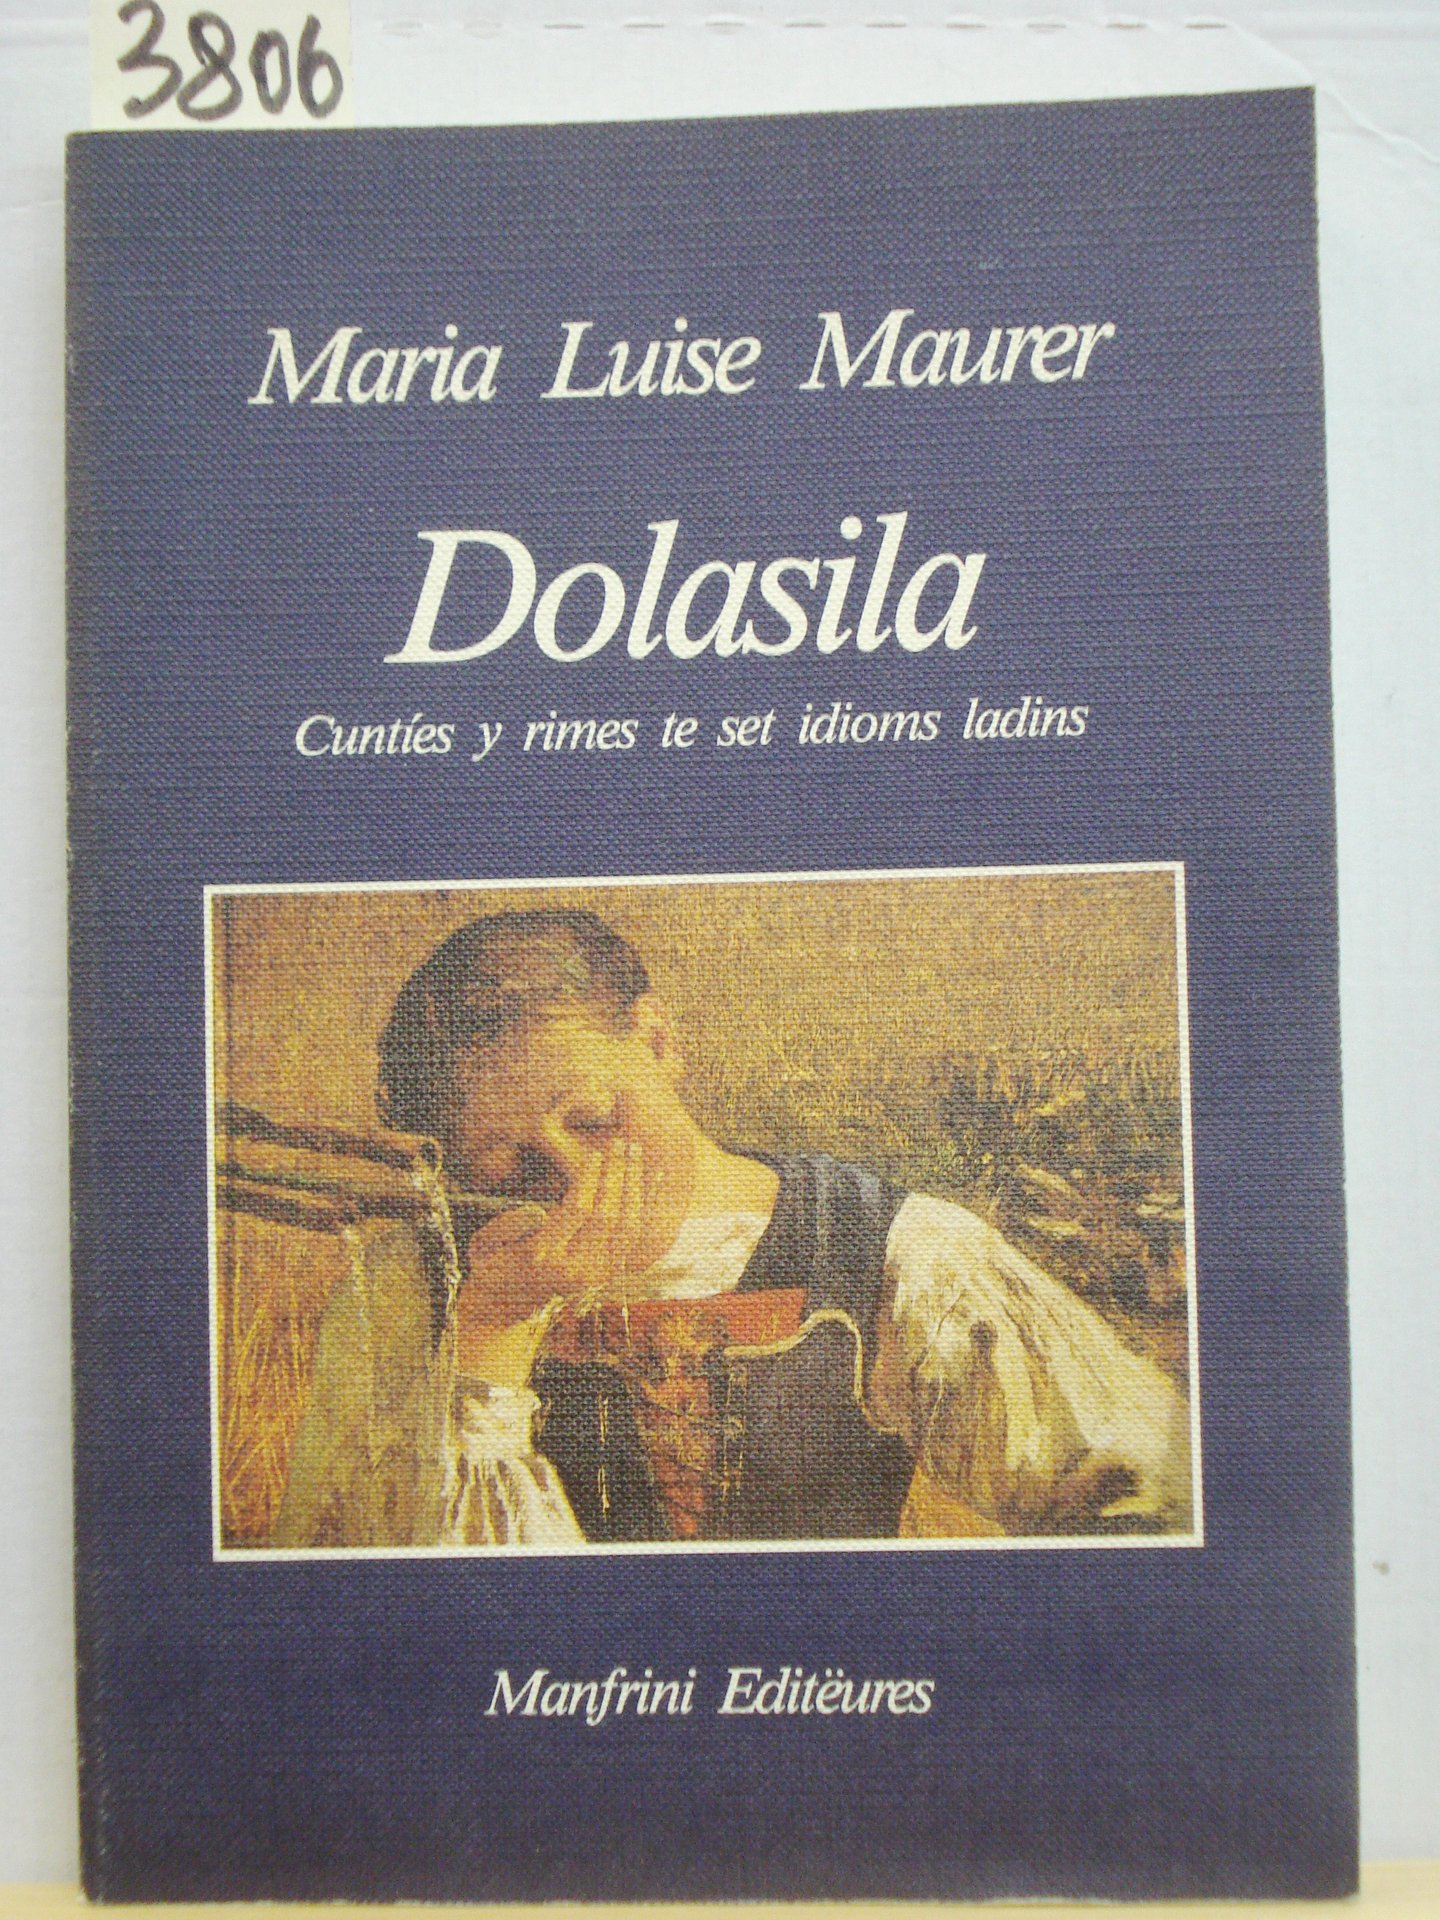 3806
Maria Luise Maurer
Dolasila
Cuntíes y rimes te set idioms ladins
Manfrini Editëures